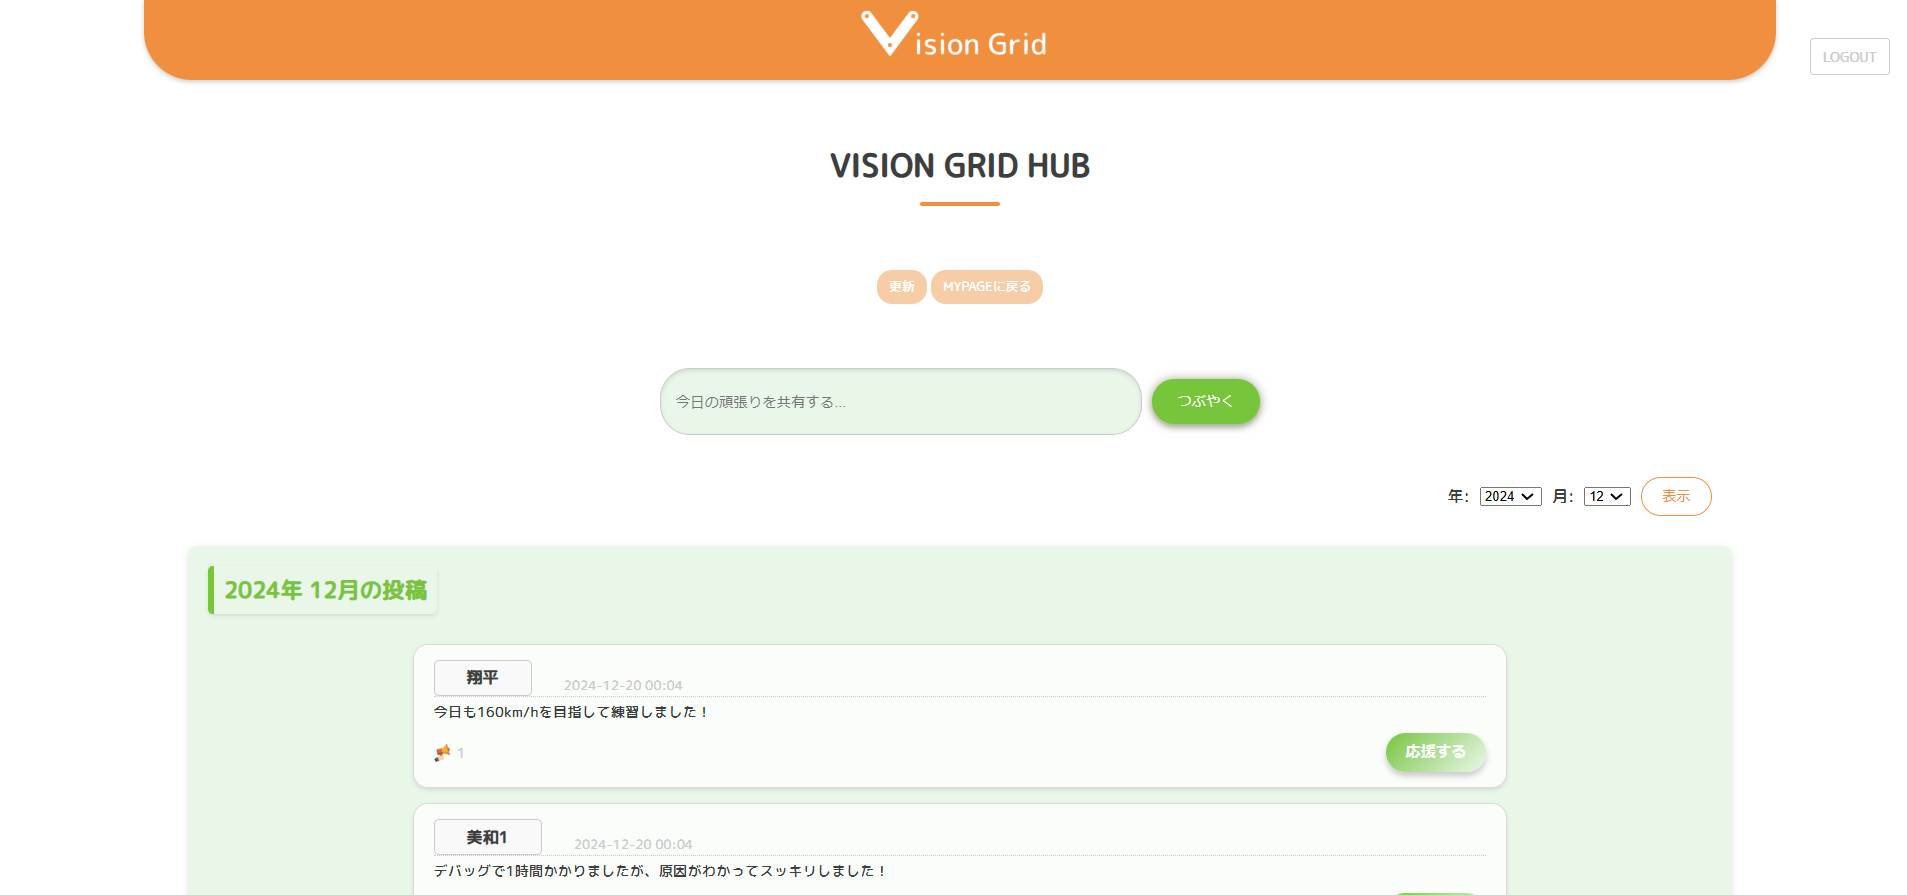 Vision Grid
LOGOUT
VISION GRID HUB
更新 MYPAGEに戻る
今日の頑張りを共有する... つぶやく
年: 2024 月: 12 表示
2024年 12月の投稿
翔平 2024-12-20 00:04
今日も160km/hを目指して練習しました！
1 応援する
美和1 2024-12-20 00:04
デバッグで1時間かかりましたが、原因がわかってスッキリしました！